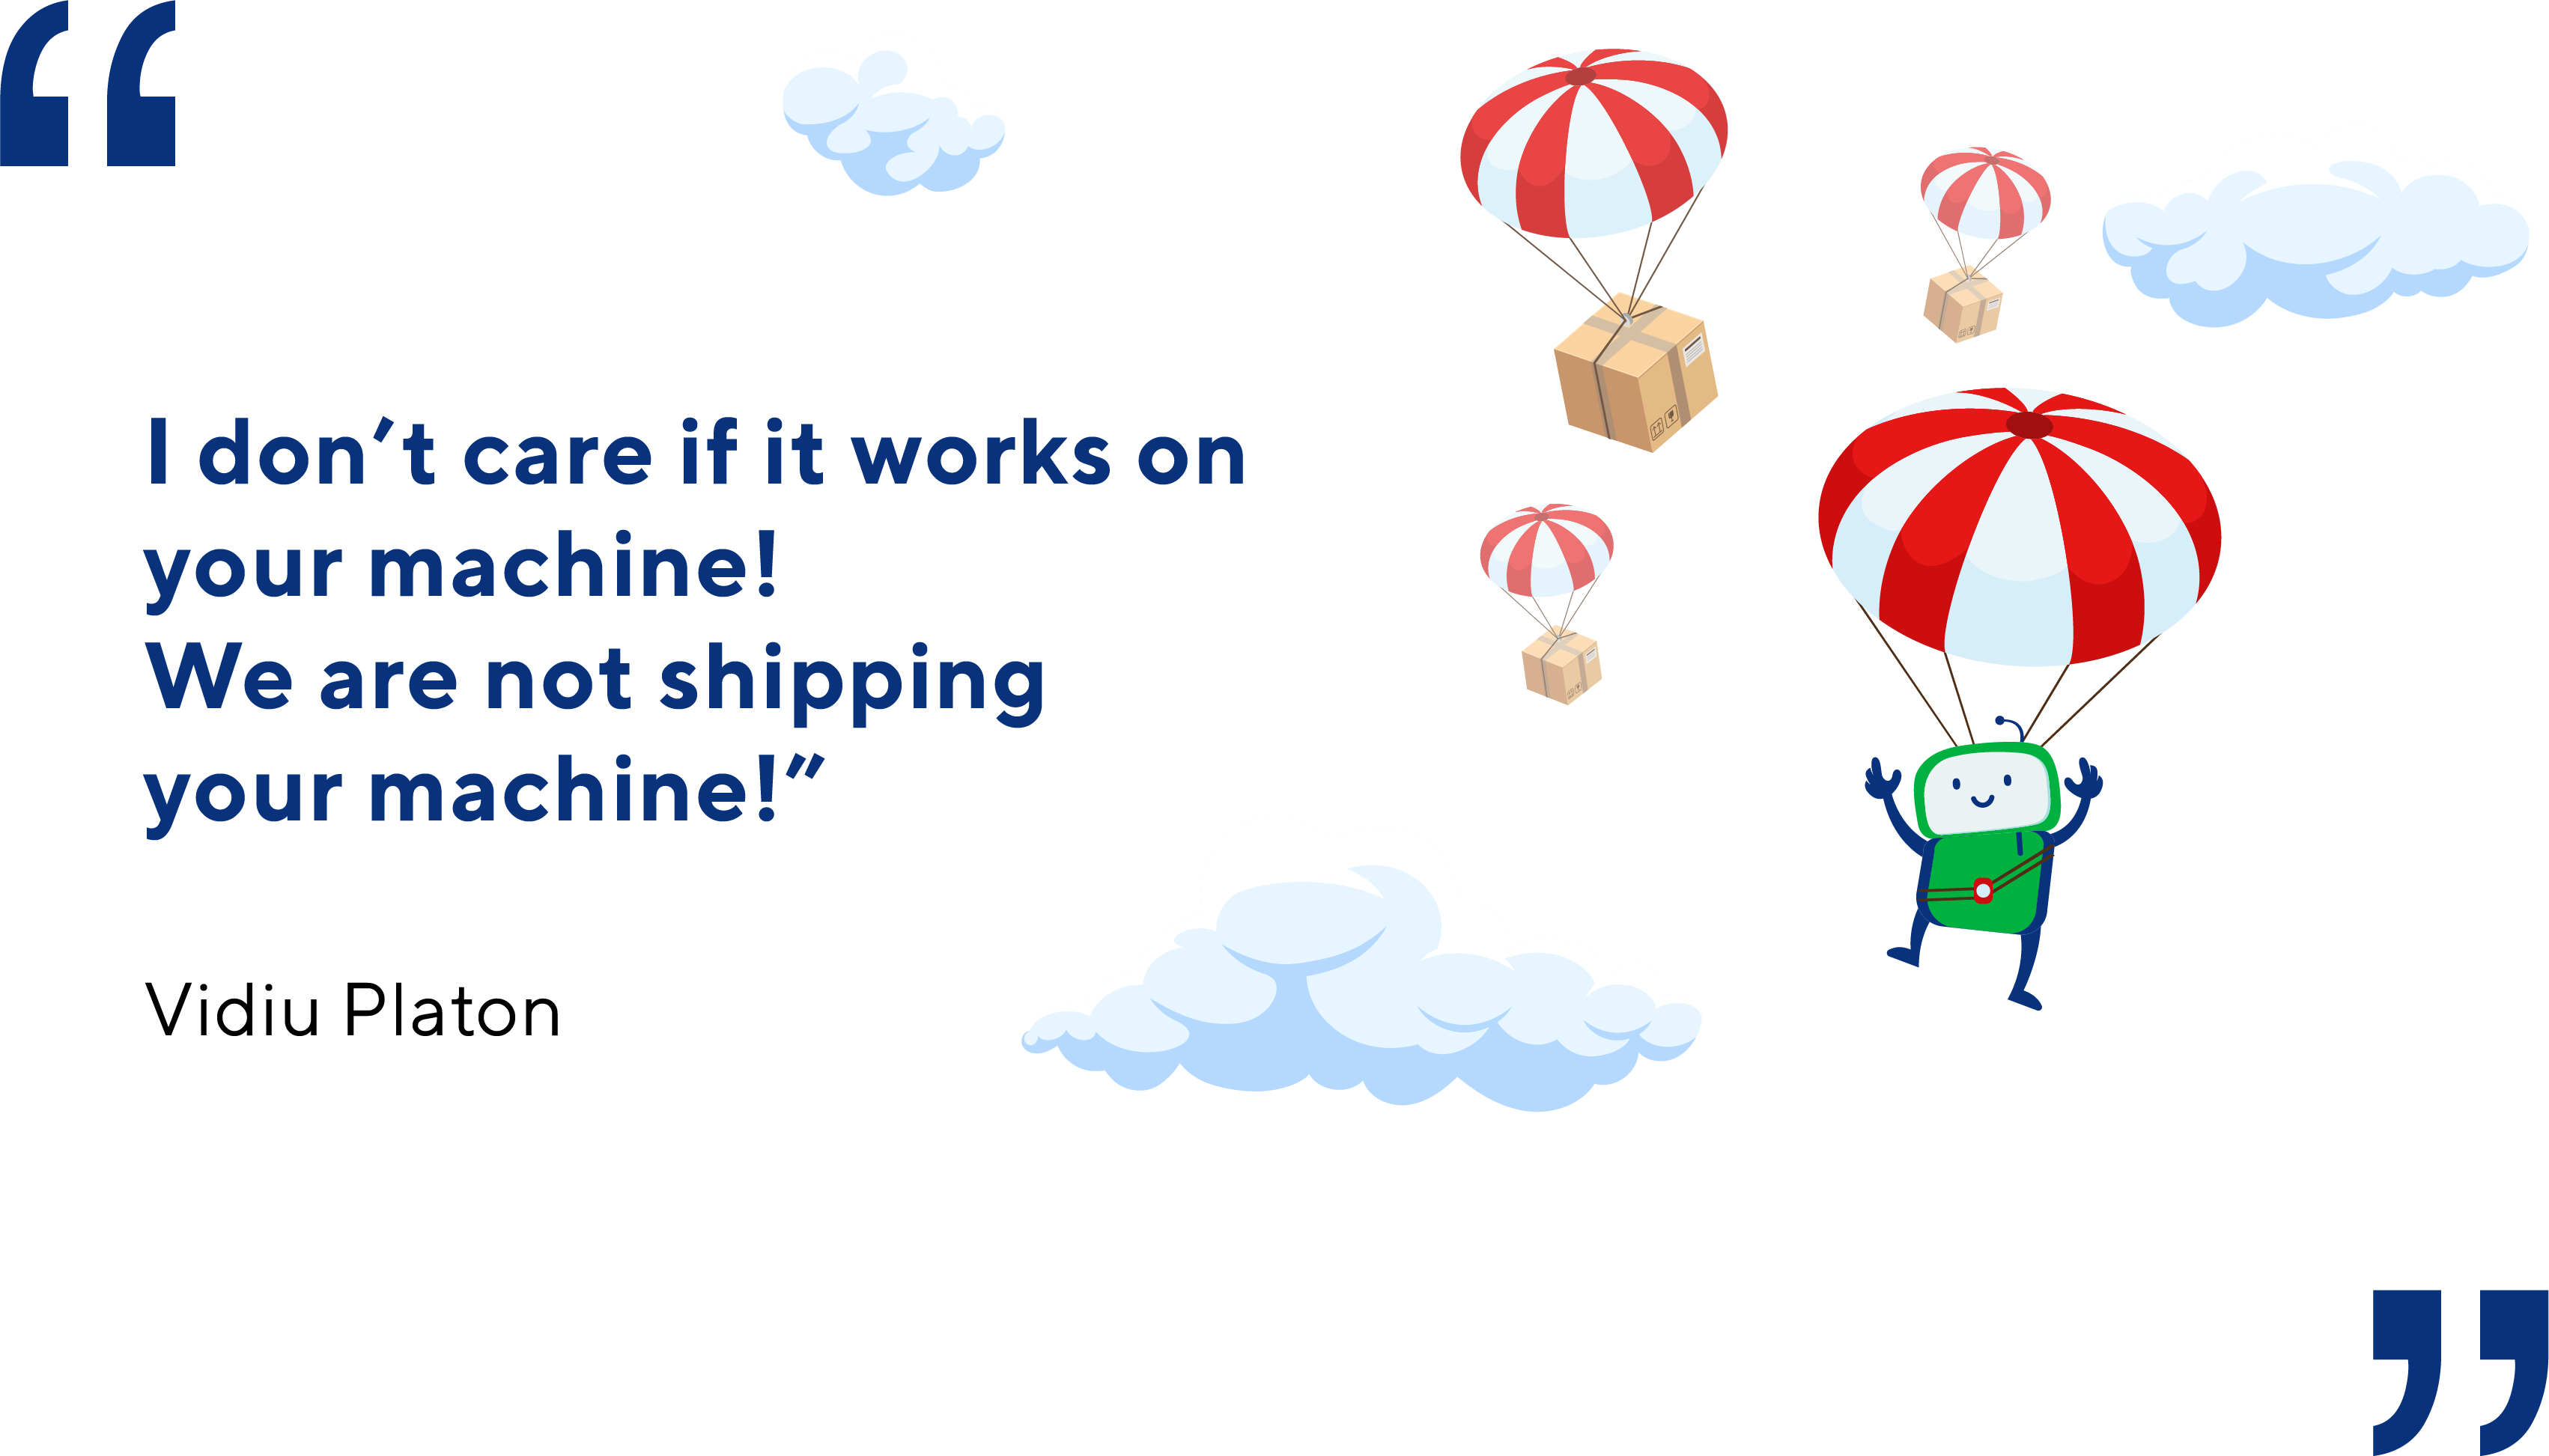 “
I don’t care if it works on
your machine!
We are not shipping
your machine!”
Vidiu Platon
”